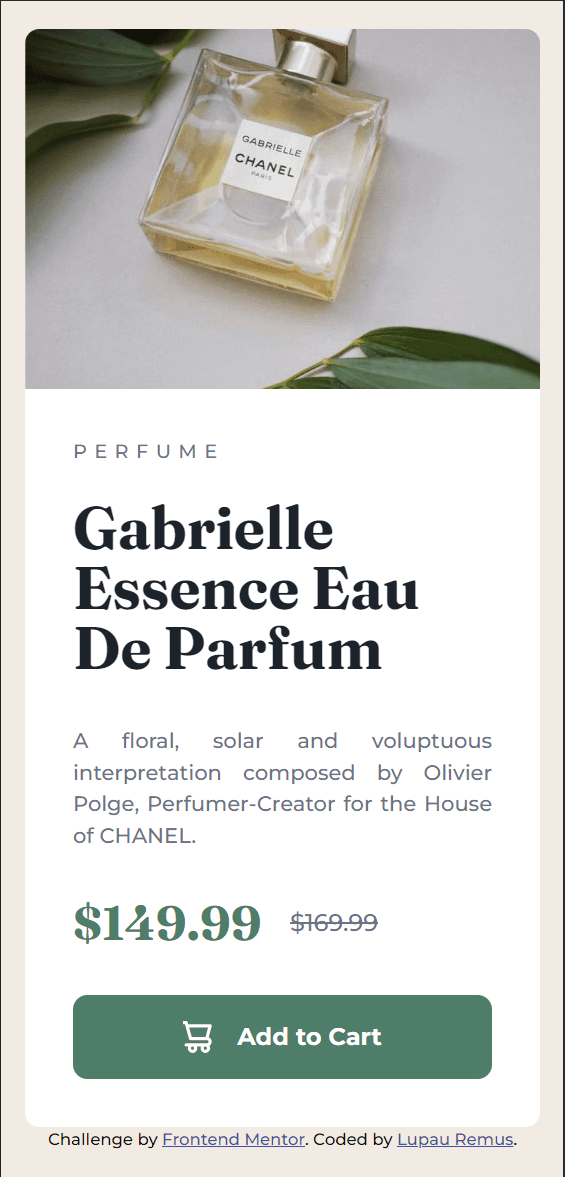 GABRIELLE
CHANEL
PARIS
PERFUME
Gabrielle
Essence Eau
De Parfum
A floral, solar and voluptuous
interpretation composed by Olivier
Polge, Perfumer-Creator for the House
of CHANEL.
$149.99 $169.99
Add to Cart
Challenge by Frontend Mentor. Coded by Lupau Remus.